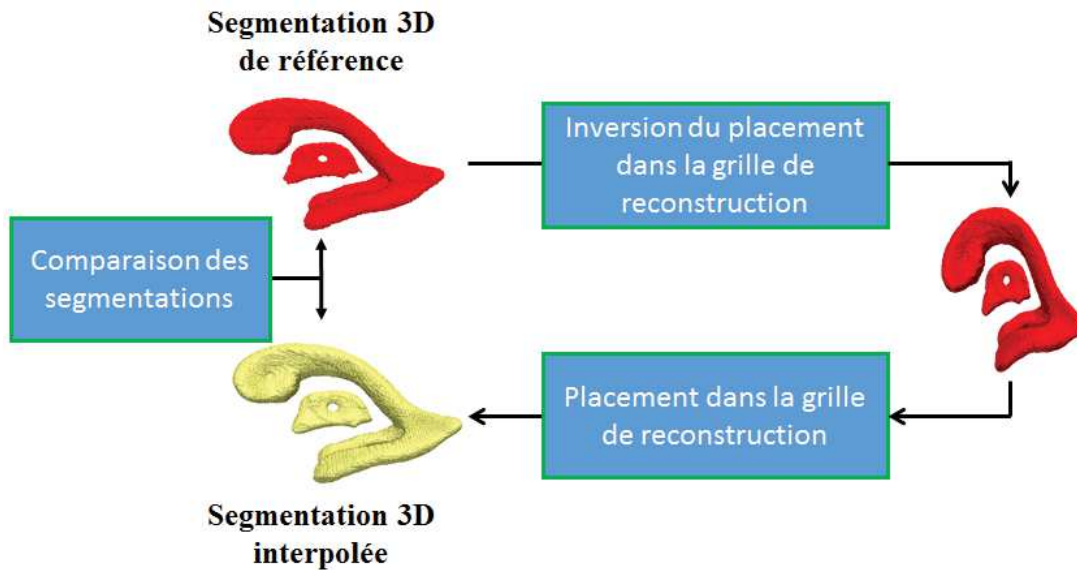 Segmentation 3D
de référence
Inversion du placement
dans la grille de
reconstruction
Comparaison des
segmentations
Placement dans la grille
de reconstruction
Segmentation 3D
interpolée